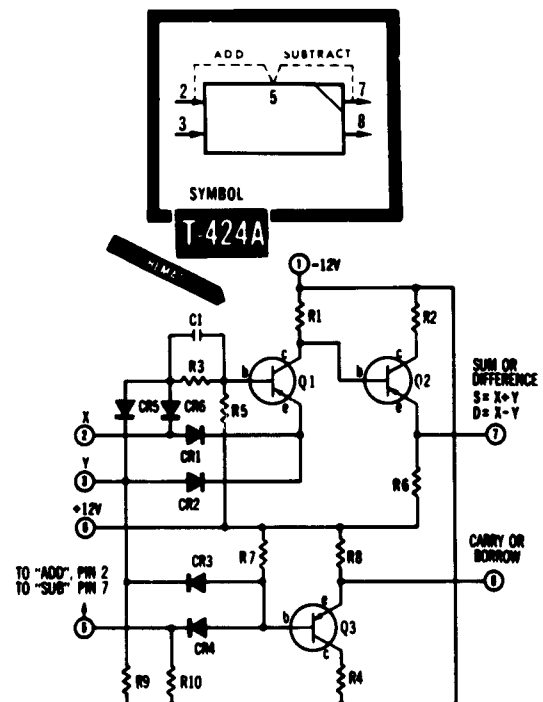 ADD SUBTRACT
2 5 7
3 8
SYMBOL
T-424A
1 -12V
R1 R2
C1
R3
b c Q1 e
b c Q2 e
SUM OR
DIFFERENCE
S = X+Y
D = X-Y
7
CR5 CR6 R5
X
2
CR1
Y
3
CR2
R6
+12V
6
R7 R8
CARRY OR
BORROW
8
CR3
TO "ADD", PIN 2
TO "SUB" PIN 7
5
CR4
b e Q3 c
R9 R10 R4